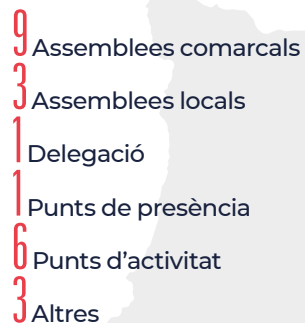 9 Assemblees comarcals
3 Assemblees locals
1 Delegació
1 Punts de presència
6 Punts d’activitat
3 Altres